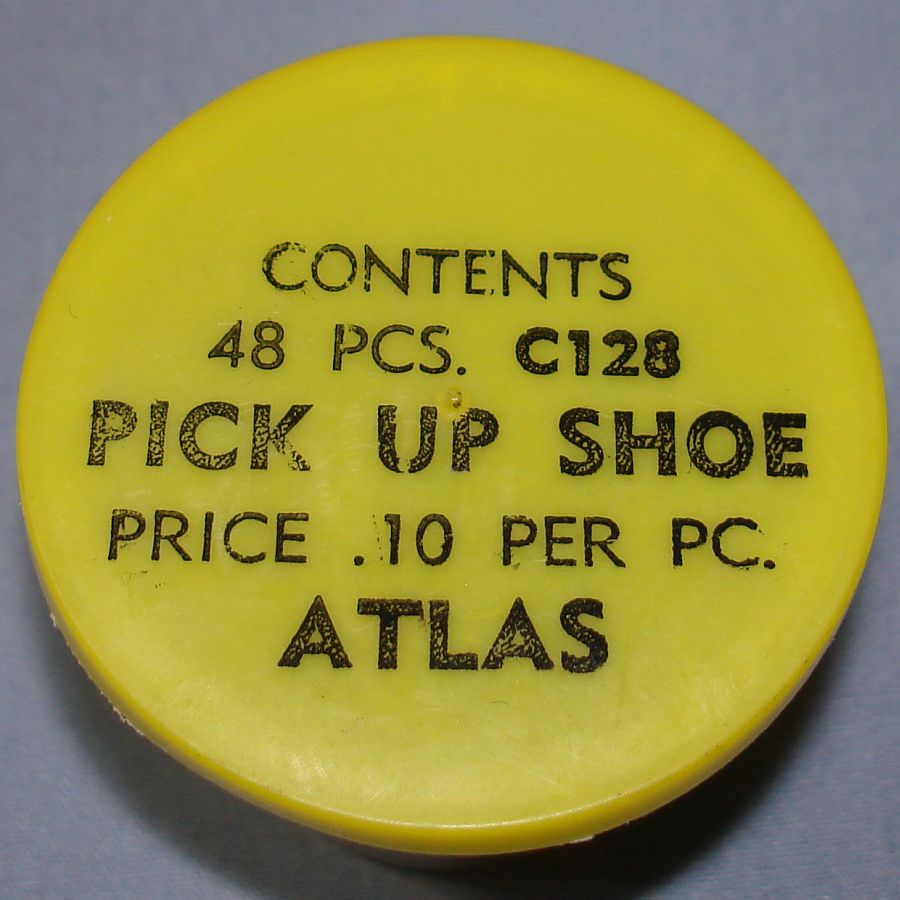 CONTENTS
48 PCS. C128
PICK UP SHOE
PRICE .10 PER PC.
ATLAS